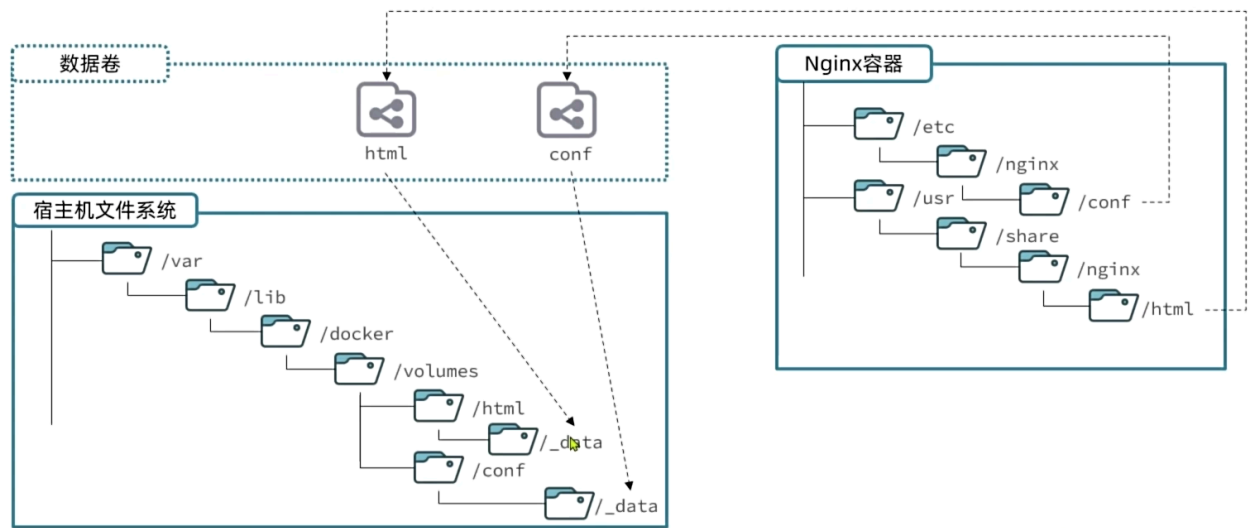 数据卷
html
conf
宿主机文件系统
/var
/lib
/docker
/volumes
/html
/_data
/conf
/_data
Nginx容器
/etc
/nginx
/usr
/conf
/share
/nginx
/html